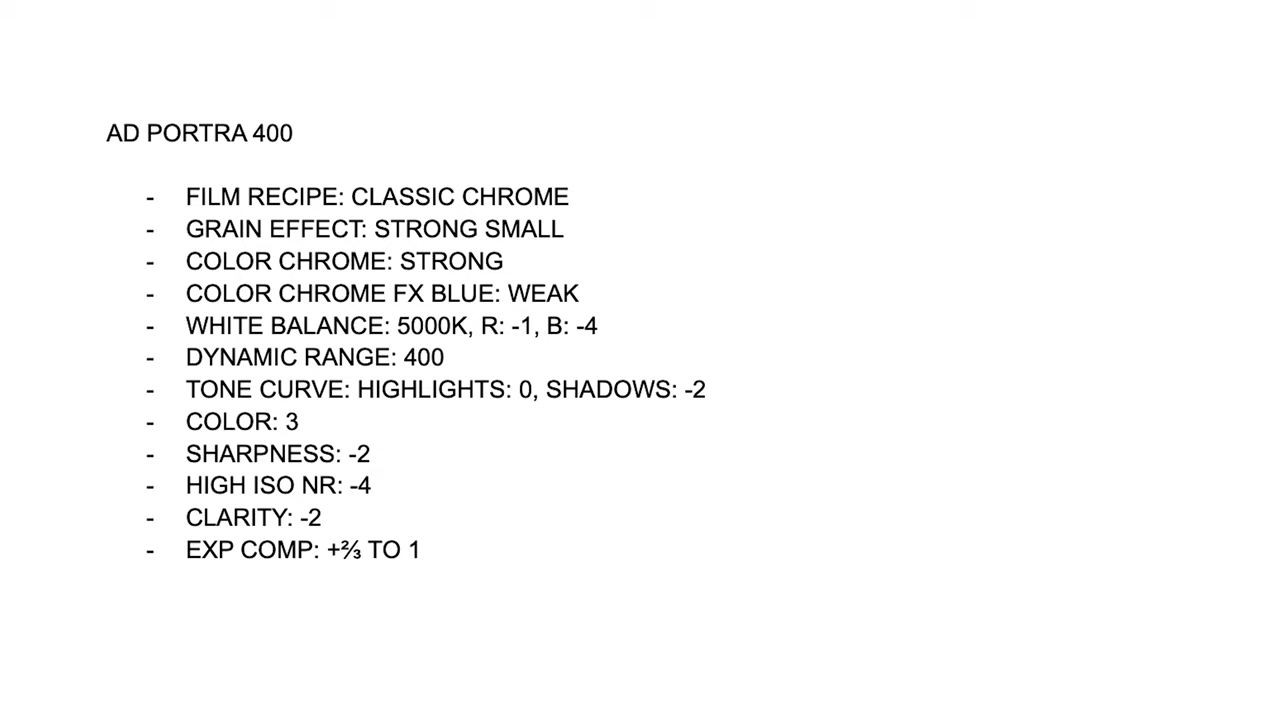 AD PORTRA 400
- FILM RECIPE: CLASSIC CHROME
- GRAIN EFFECT: STRONG SMALL
- COLOR CHROME: STRONG
- COLOR CHROME FX BLUE: WEAK
- WHITE BALANCE: 5000K, R: -1, B: -4
- DYNAMIC RANGE: 400
- TONE CURVE: HIGHLIGHTS: 0, SHADOWS: -2
- COLOR: 3
- SHARPNESS: -2
- HIGH ISO NR: -4
- CLARITY: -2
- EXP COMP: +⅔ TO 1